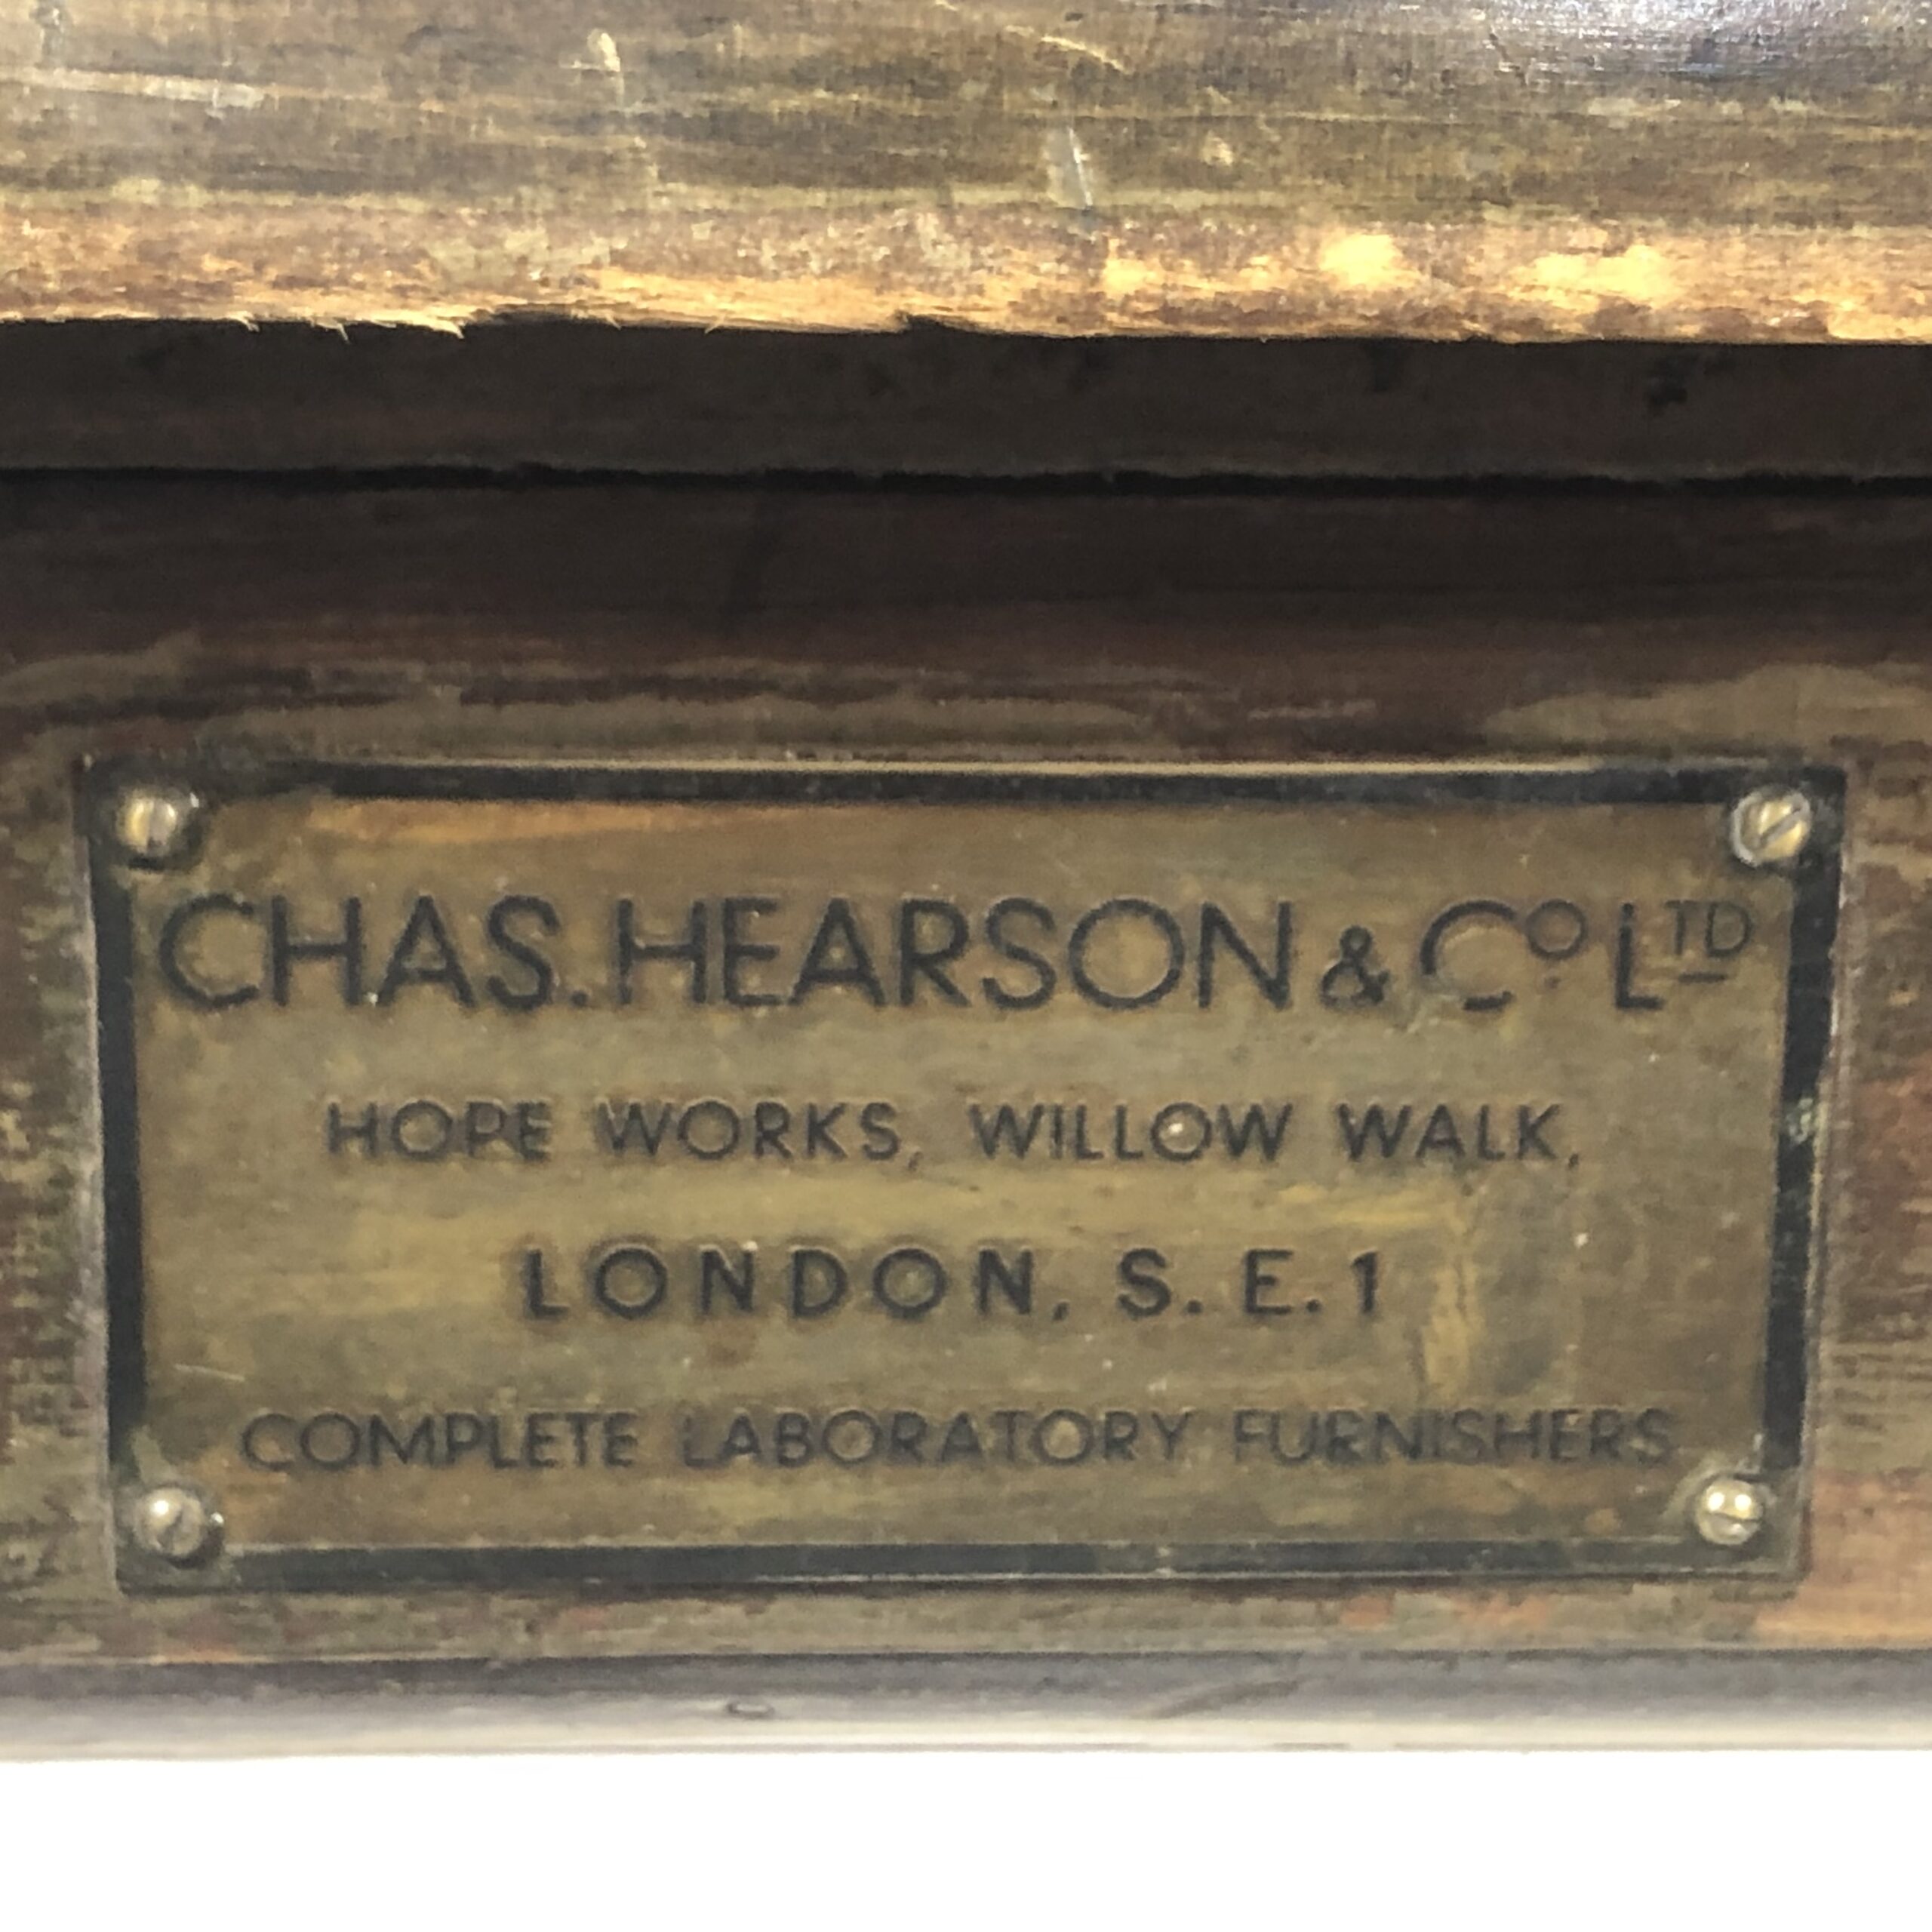 CHAS. HEARSON & Co. LTD
HOPE WORKS, WILLOW WALK,
LONDON, S.E.1
COMPLETE LABORATORY FURNISHERS